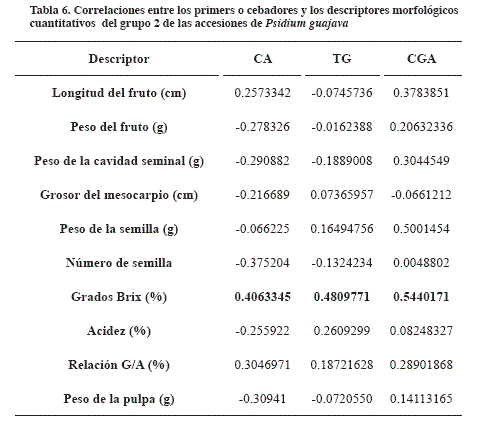 Tabla 6. Correlaciones entre los primers o cebadores y los descriptores morfológicos
cuantitativos del grupo 2 de las accesiones de Psidium guajava
Descriptor CA TG CGA
Longitud del fruto (cm) 0.2573342 -0.0745736 0.3783851
Peso del fruto (g) -0.278326 -0.0162388 0.20632336
Peso de la cavidad seminal (g) -0.290882 -0.1889008 0.3044549
Grosor del mesocarpio (cm) -0.216689 0.07365957 -0.0661212
Peso de la semilla (g) -0.066225 0.16494756 0.5001454
Número de semilla -0.375204 -0.1324234 0.0048802
Grados Brix (%) 0.4063345 0.4809771 0.5440171
Acidez (%) -0.255922 0.2609299 0.08248327
Relación G/A (%) 0.3046971 0.18721628 0.28901868
Peso de la pulpa (g) -0.30941 -0.0720550 0.14113165